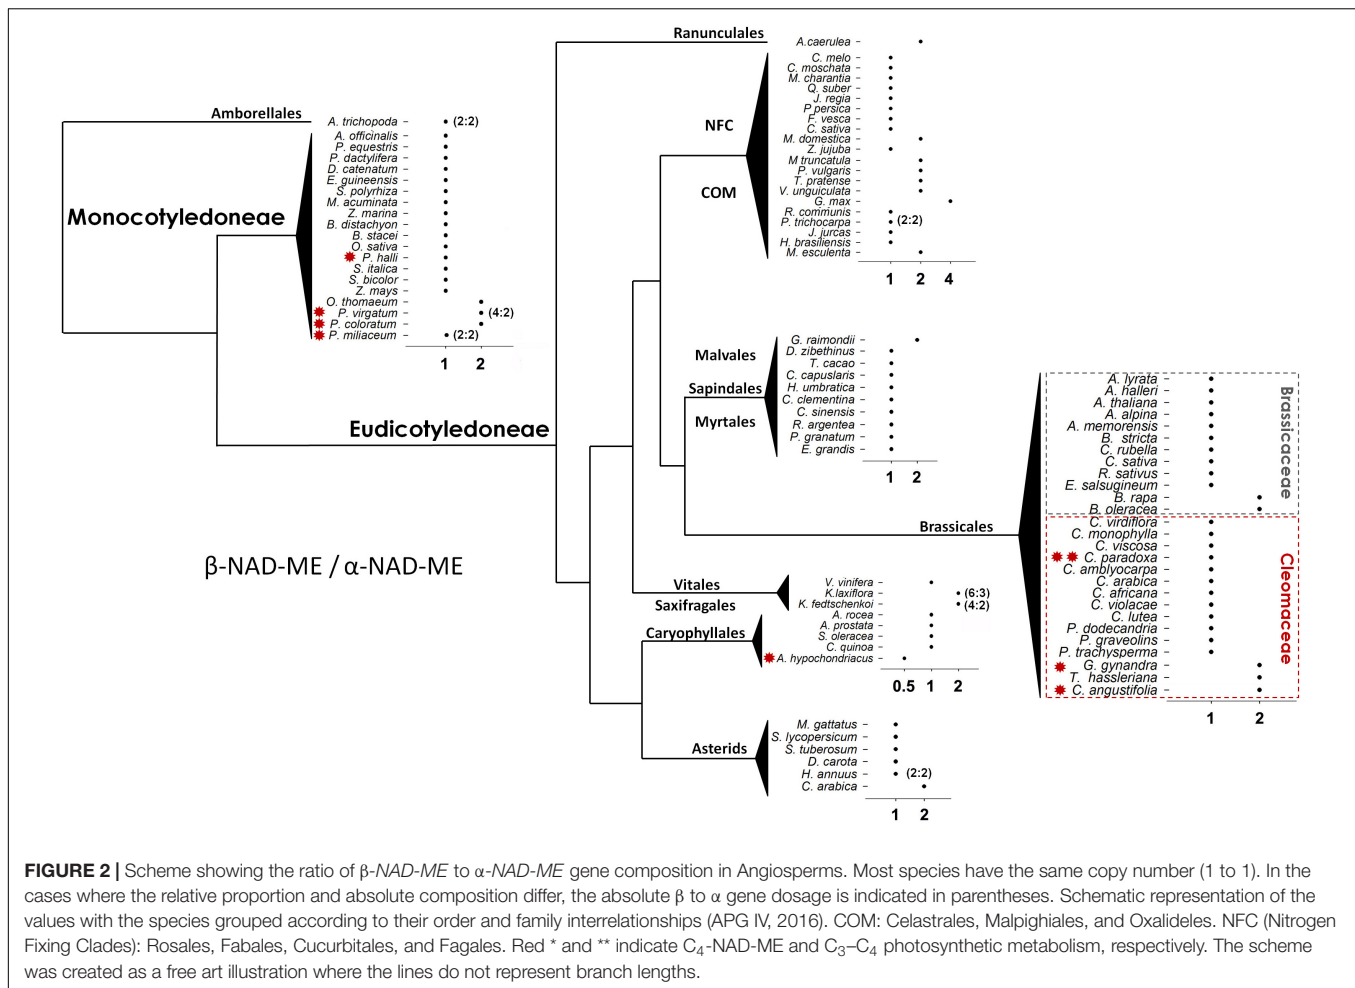 Ranunculales
A.caerulea
C. melo
C. moschata
M. charantia
Q. suber
J. regia
P persica
F. vesca
C. sativa
M. domestica
Z. jujuba
M truncatula
P. vulgaris
T. pratense
V. unguiculata
G. max
R. communis
P. trichocarpa (2:2)
J. jurcas
H. brasiliensis
M. esculenta
NFC
COM
1 2 4
Amborellales
A. trichopoda (2:2)
A. officinalis
P. equestris
P. dactylifera
D. catenatum
E. guineensis
S. polyrhiza
M. acuminata
Z. marina
B. distachyon
B. stacei
O. sativa
P. halli
S. italica
S. bicolor
Z. mays
O. thomaeum
P. virgatum (4:2)
P. coloratum
P. miliaceum (2:2)
1 2
Monocotyledoneae
Eudicotyledoneae
Malvales
Sapindales
Myrtales
G. raimondii
D. zibethinus
T. cacao
C. capuslaris
H. umbratica
C. clementina
C. sinensis
R. argentea
P. granatum
E. grandis
1 2
Brassicales
A. lyrata
A. halleri
A. thaliana
A. alpina
A. memorensis
B. stricta
C. rubella
C. sativa
R. sativus
E. salsugineum
B. rapa
B. oleracea
Brassicaceae
C. virdiflora
C. monophylla
C. viscosa
C. paradoxa
C. amblyocarpa
C. arabica
C. africana
C. violacae
C. lutea
P. dodecandria
P. graveolins
P. trachysperma
G. gynandra
T. hassleriana
C. angustifolia
Cleomaceae
1 2
β-NAD-ME / α-NAD-ME
Vitales
Saxifragales
Caryophyllales
V. vinifera
K.laxiflora (6:3)
K. fedtschenkoi (4:2)
A. rocea
A. prostata
S. oleracea
C. quinoa
A. hypochondriacus
0.5 1 2
Asterids
M. gattatus
S. lycopersicum
S. tuberosum
D. carota
H. annuus (2:2)
C. arabica
1 2
FIGURE 2 | Scheme showing the ratio of β-NAD-ME to α-NAD-ME gene composition in Angiosperms. Most species have the same copy number (1 to 1). In the
cases where the relative proportion and absolute composition differ, the absolute β to α gene dosage is indicated in parentheses. Schematic representation of the
values with the species grouped according to their order and family interrelationships (APG IV, 2016). COM: Celastrales, Malpighiales, and Oxalideles. NFC (Nitrogen
Fixing Clades): Rosales, Fabales, Cucurbitales, and Fagales. Red * and ** indicate C₄-NAD-ME and C₃–C₄ photosynthetic metabolism, respectively. The scheme
was created as a free art illustration where the lines do not represent branch lengths.